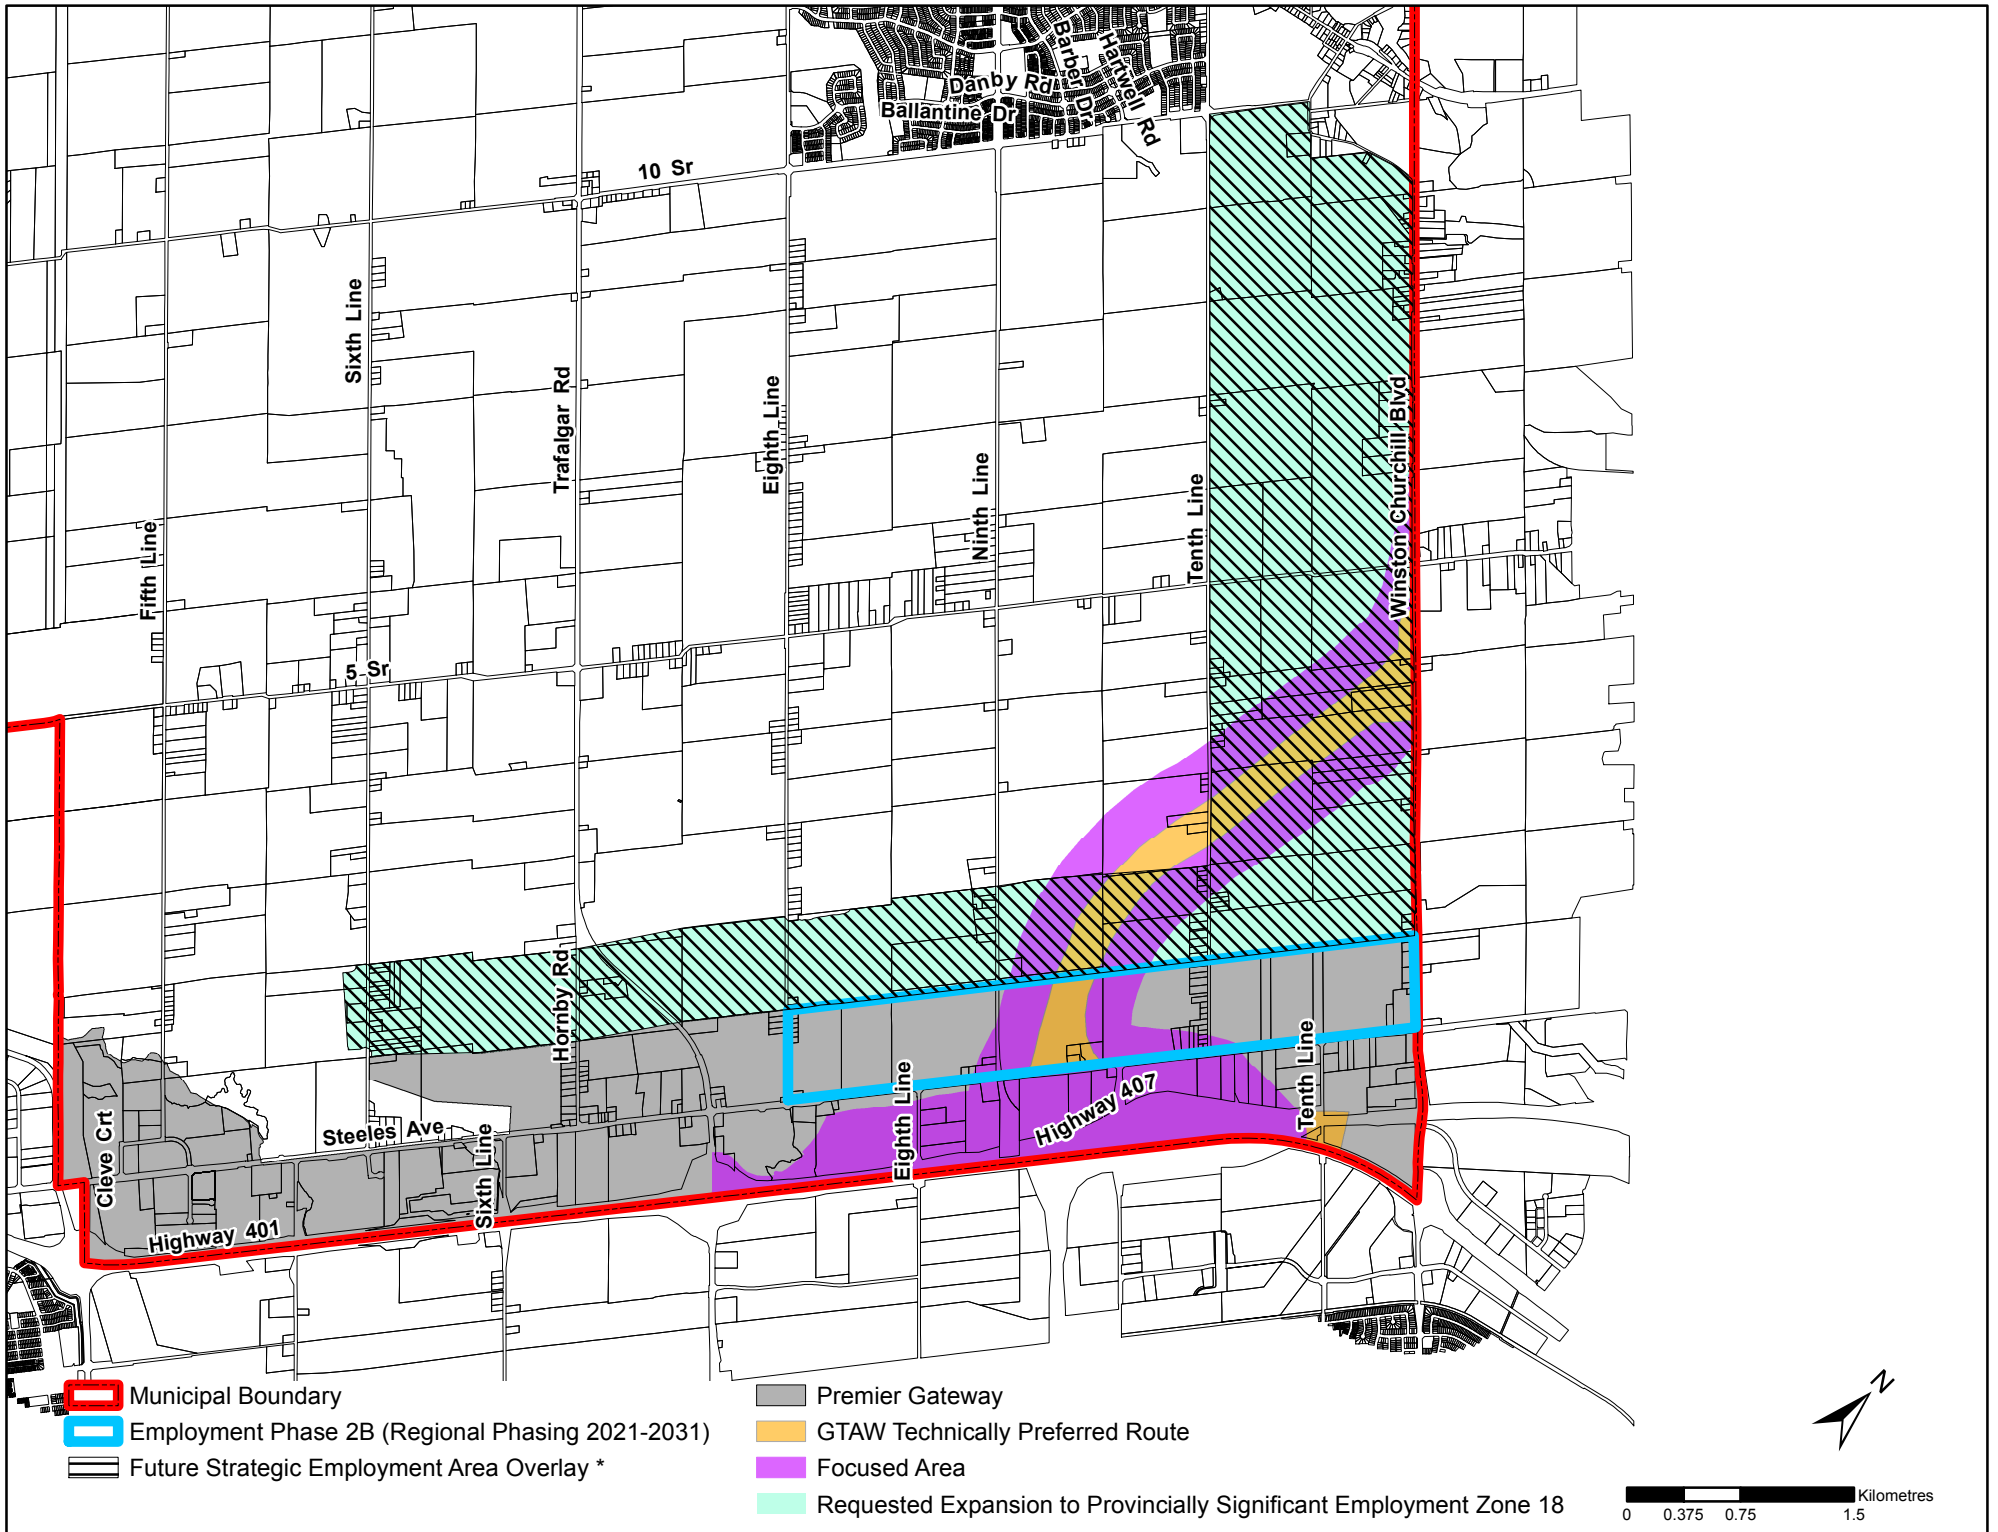 Barber Dr
Hartwell Rd
Danby Rd
Ballantine Dr
10 Sr
Sixth Line
Trafalgar Rd
Eighth Line
Ninth Line
Tenth Line
Winston Churchill Blvd
Fifth Line
5 Sr
Hornby Rd
Tenth Line
Eighth Line
Highway 407
Cleve Crt
Steeles Ave
Sixth Line
Highway 401
Municipal Boundary
Employment Phase 2B (Regional Phasing 2021-2031)
Future Strategic Employment Area Overlay *
Premier Gateway
GTAW Technically Preferred Route
Focused Area
Requested Expansion to Provincially Significant Employment Zone 18
N
Kilometres
0 0.375 0.75 1.5